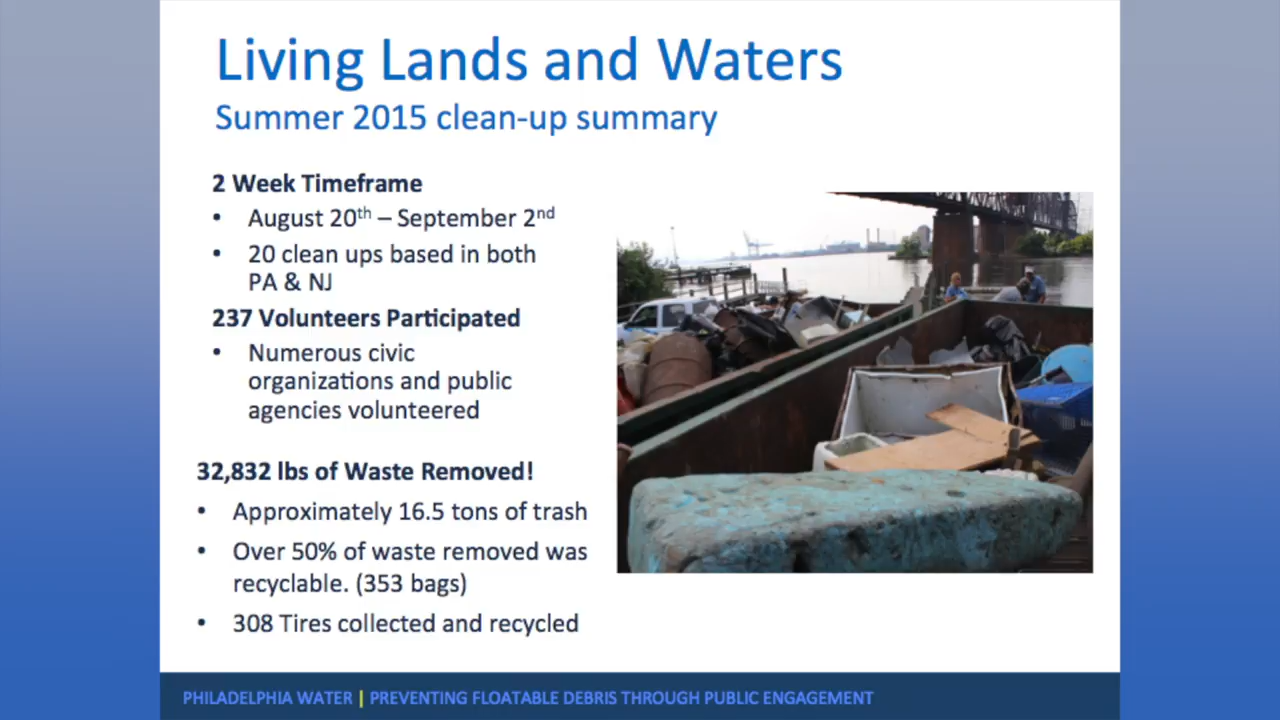 Living Lands and Waters
Summer 2015 clean-up summary
2 Week Timeframe
• August 20th – September 2nd
• 20 clean ups based in both
PA & NJ
237 Volunteers Participated
• Numerous civic
organizations and public
agencies volunteered
32,832 lbs of Waste Removed!
• Approximately 16.5 tons of trash
• Over 50% of waste removed was
recyclable. (353 bags)
• 308 Tires collected and recycled
PHILADELPHIA WATER | PREVENTING FLOATABLE DEBRIS THROUGH PUBLIC ENGAGEMENT